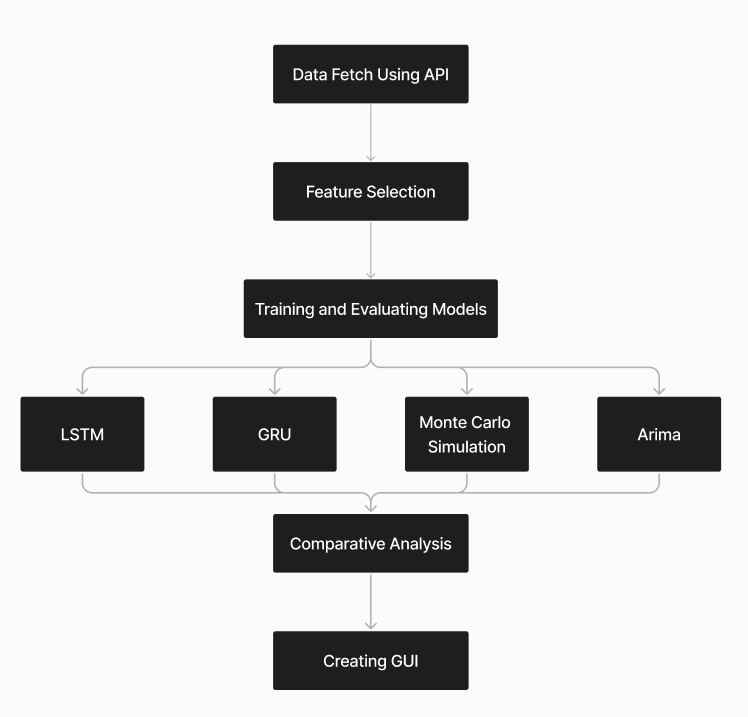 Data Fetch Using API
Feature Selection
Training and Evaluating Models
LSTM
GRU
Monte Carlo
Simulation
Arima
Comparative Analysis
Creating GUI